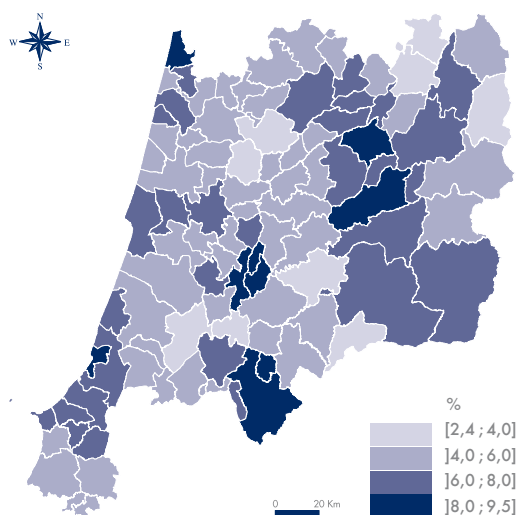 N
W E
S
%
]2,4 ; 4,0]
]4,0 ; 6,0]
]6,0 ; 8,0]
]8,0 ; 9,5]
0 20 Km